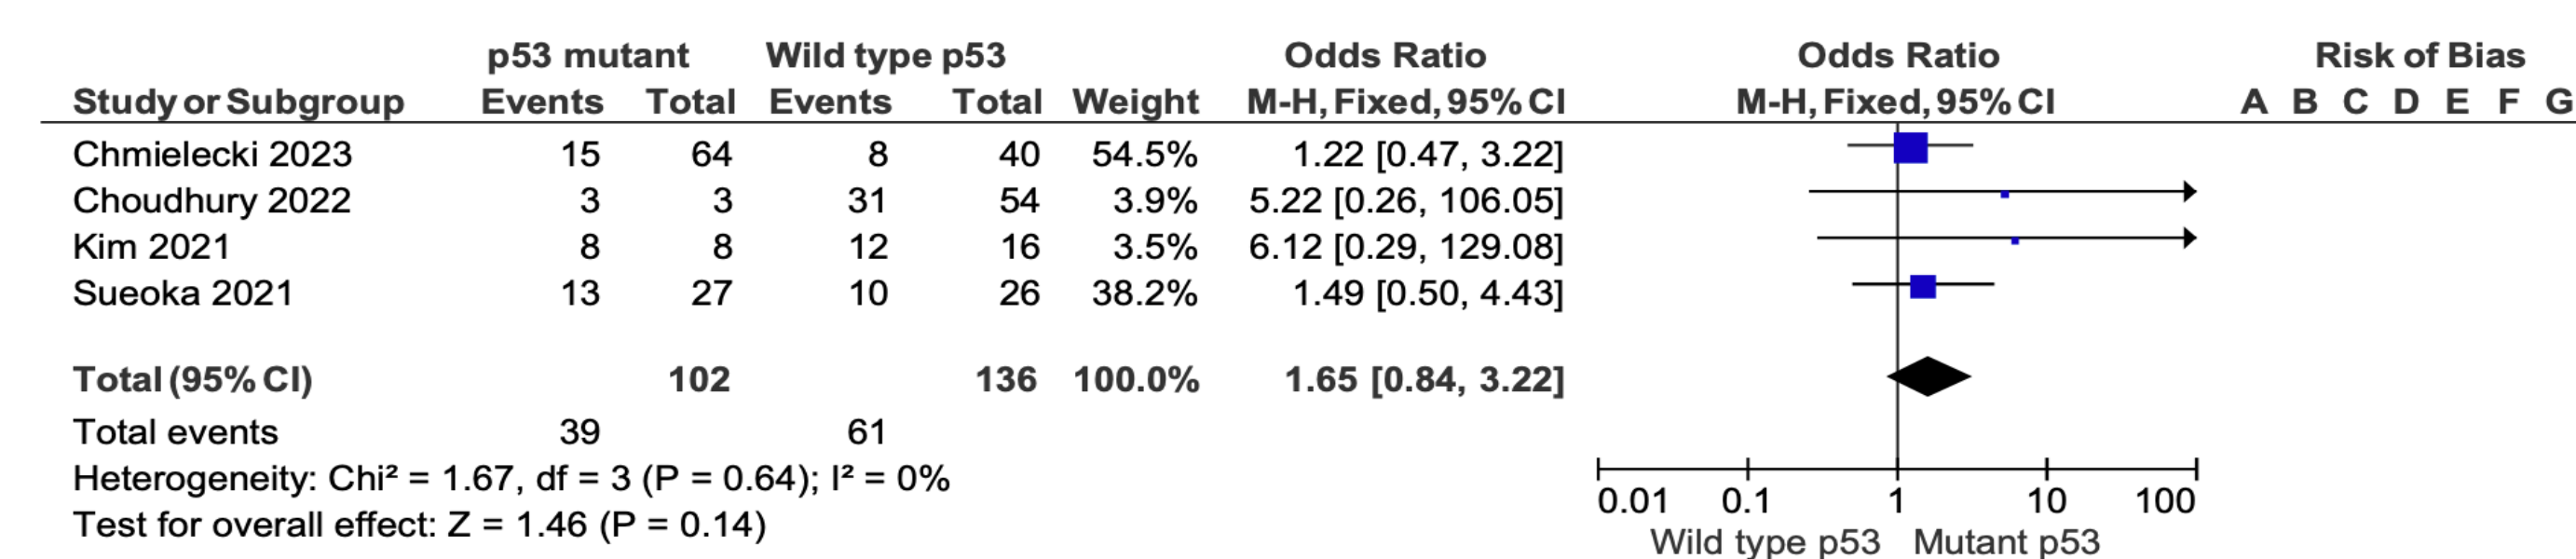 p53 mutant Wild type p53 Odds Ratio Odds Ratio Risk of Bias
Study or Subgroup Events Total Events Total Weight M-H, Fixed, 95% CI M-H, Fixed, 95% CI A B C D E F G
Chmielecki 2023 15 64 8 40 54.5% 1.22 [0.47, 3.22]
Choudhury 2022 3 3 31 54 3.9% 5.22 [0.26, 106.05]
Kim 2021 8 8 12 16 3.5% 6.12 [0.29, 129.08]
Sueoka 2021 13 27 10 26 38.2% 1.49 [0.50, 4.43]
Total (95% CI) 102 136 100.0% 1.65 [0.84, 3.22]
Total events 39 61
Heterogeneity: Chi² = 1.67, df = 3 (P = 0.64); I² = 0%
Test for overall effect: Z = 1.46 (P = 0.14)
0.01 0.1 1 10 100
Wild type p53 Mutant p53